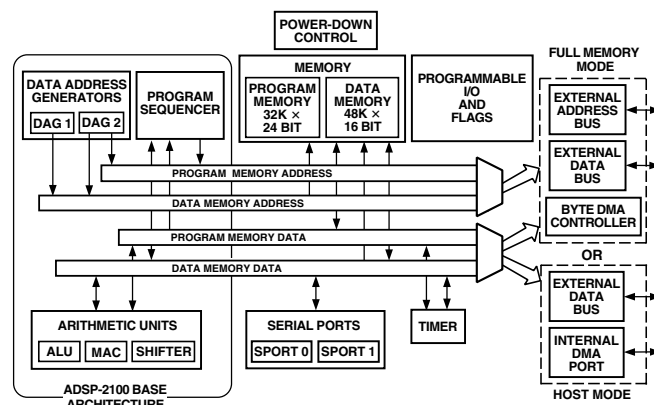 POWER-DOWN
CONTROL
FULL MEMORY
MODE
DATA ADDRESS
GENERATORS
DAG 1
DAG 2
PROGRAM
SEQUENCER
MEMORY
PROGRAM
MEMORY
32K ×
24 BIT
DATA
MEMORY
48K ×
16 BIT
PROGRAMMABLE
I/O
AND
FLAGS
EXTERNAL
ADDRESS
BUS
EXTERNAL
DATA
BUS
BYTE DMA
CONTROLLER
PROGRAM MEMORY ADDRESS
DATA MEMORY ADDRESS
PROGRAM MEMORY DATA
DATA MEMORY DATA
OR
EXTERNAL
DATA
BUS
INTERNAL
DMA
PORT
HOST MODE
ARITHMETIC UNITS
ALU
MAC
SHIFTER
SERIAL PORTS
SPORT 0
SPORT 1
TIMER
ADSP-2100 BASE
ARCHITECTURE